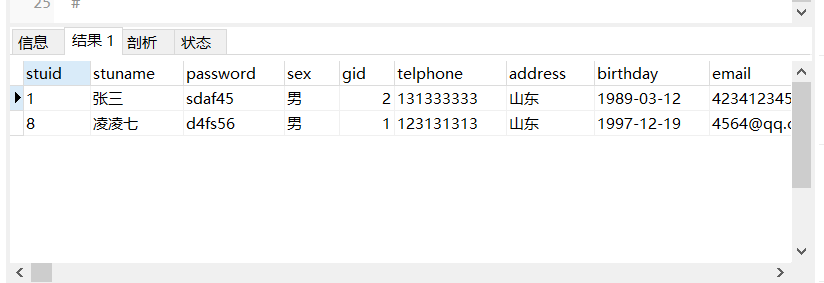 25 #
信息 结果 1 剖析 状态
stuid stuname password sex gid telphone address birthday email
1 张三 sdaf45 男 2 131333333 山东 1989-03-12 423412345
8 凌凌七 d4fs56 男 1 123131313 山东 1997-12-19 4564@qq.c